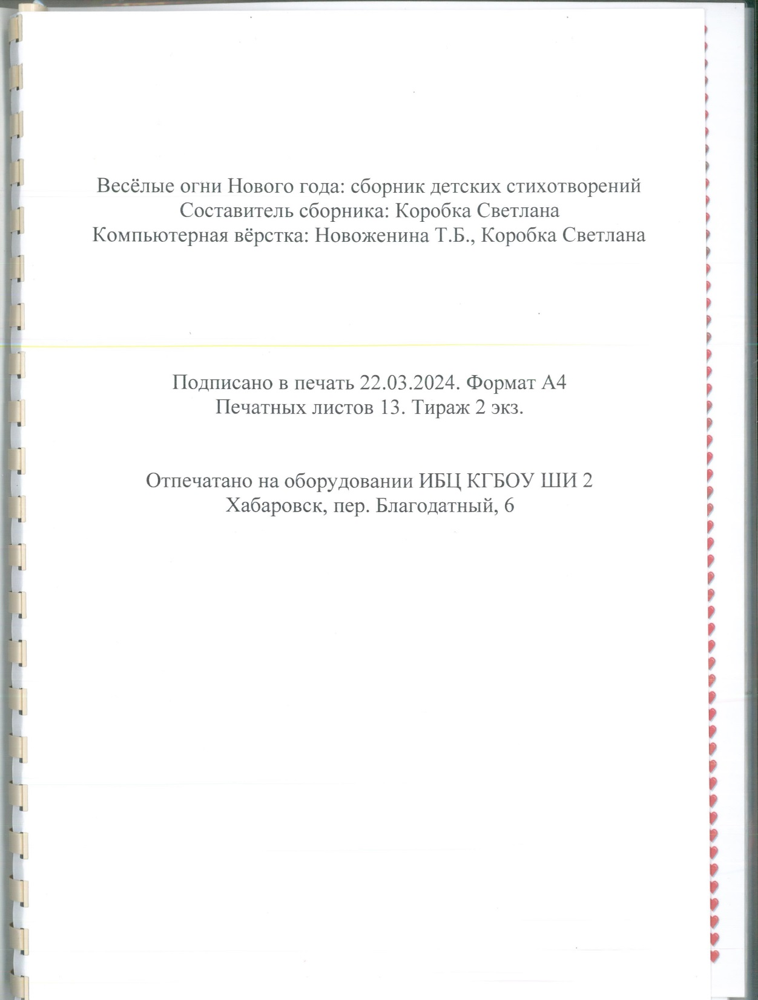 Весёлые огни Нового года: сборник детских стихотворений
Составитель сборника: Коробка Светлана
Компьютерная вёрстка: Новоженина Т.Б., Коробка Светлана
Подписано в печать 22.03.2024. Формат А4
Печатных листов 13. Тираж 2 экз.
Отпечатано на оборудовании ИБЦ КГБОУ ШИ 2
Хабаровск, пер. Благодатный, 6